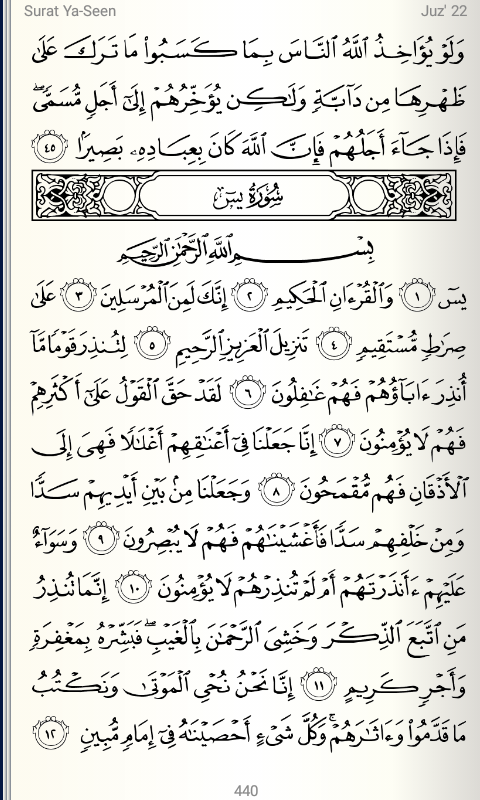 Surat Ya-Seen Juz' 22
وَلَوْ يُؤَاخِذُ ٱللَّهُ ٱلنَّاسَ بِمَا كَسَبُوا۟ مَا تَرَكَ عَلَىٰ
ظَهْرِهَا مِن دَآبَّةٍ وَلَـٰكِن يُؤَخِّرُهُمْ إِلَىٰٓ أَجَلٍ مُّسَمًّى ۖ
فَإِذَا جَآءَ أَجَلُهُمْ فَإِنَّ ٱللَّهَ كَانَ بِعِبَادِهِۦ بَصِيرًۢا ٤٥
سُورَةُ يسٓ
بِسْمِ ٱللَّهِ ٱلرَّحْمَـٰنِ ٱلرَّحِيمِ
يسٓ ١ وَٱلْقُرْءَانِ ٱلْحَكِيمِ ٢ إِنَّكَ لَمِنَ ٱلْمُرْسَلِينَ ٣ عَلَىٰ
صِرَٰطٍ مُّسْتَقِيمٍ ٤ تَنزِيلَ ٱلْعَزِيزِ ٱلرَّحِيمِ ٥ لِتُنذِرَ قَوْمًا مَّآ
أُنذِرَ ءَابَآؤُهُمْ فَهُمْ غَـٰفِلُونَ ٦ لَقَدْ حَقَّ ٱلْقَوْلُ عَلَىٰٓ أَكْثَرِهِمْ
فَهُمْ لَا يُؤْمِنُونَ ٧ إِنَّا جَعَلْنَا فِىٓ أَعْنَـٰقِهِمْ أَغْلَـٰلًا فَهِىَ إِلَى
ٱلْأَذْقَانِ فَهُم مُّقْمَحُونَ ٨ وَجَعَلْنَا مِنۢ بَيْنِ أَيْدِيهِمْ سَدًّا
وَمِنْ خَلْفِهِمْ سَدًّا فَأَغْشَيْنَـٰهُمْ فَهُمْ لَا يُبْصِرُونَ ٩ وَسَوَآءٌ
عَلَيْهِمْ ءَأَنذَرْتَهُمْ أَمْ لَمْ تُنذِرْهُمْ لَا يُؤْمِنُونَ ١٠ إِنَّمَا تُنذِرُ
مَنِ ٱتَّبَعَ ٱلذِّكْرَ وَخَشِىَ ٱلرَّحْمَـٰنَ بِٱلْغَيْبِ ۖ فَبَشِّرْهُ بِمَغْفِرَةٍ
وَأَجْرٍ كَرِيمٍ ١١ إِنَّا نَحْنُ نُحْىِ ٱلْمَوْتَىٰ وَنَكْتُبُ
مَا قَدَّمُوا۟ وَءَاثَـٰرَهُمْ ۚ وَكُلَّ شَىْءٍ أَحْصَيْنَـٰهُ فِىٓ إِمَامٍ مُّبِينٍ ١٢
440